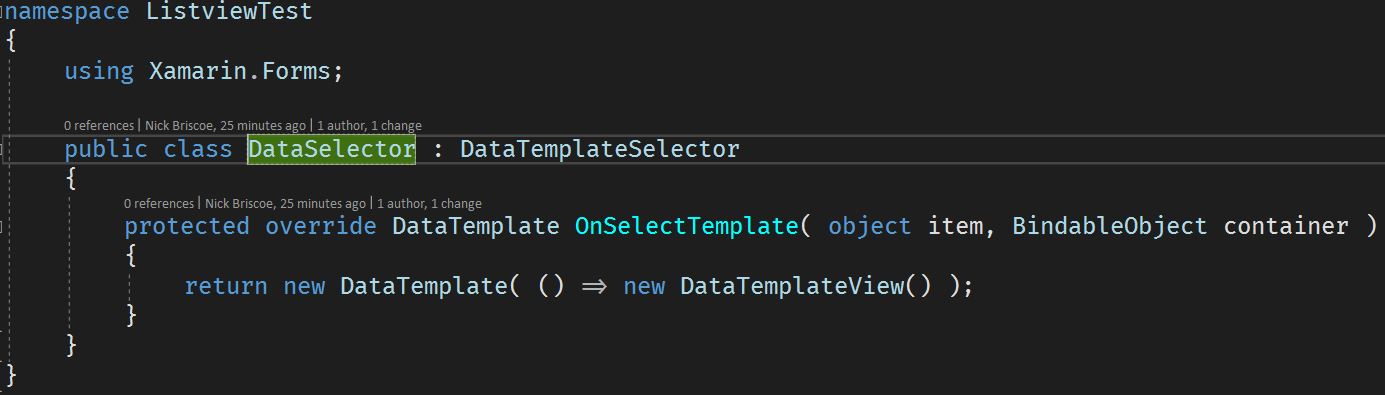 namespace ListviewTest
{
using Xamarin.Forms;
0 references | Nick Briscoe, 25 minutes ago | 1 author, 1 change
public class DataSelector : DataTemplateSelector
{
0 references | Nick Briscoe, 25 minutes ago | 1 author, 1 change
protected override DataTemplate OnSelectTemplate( object item, BindableObject container )
{
return new DataTemplate( () => new DataTemplateView() );
}
}
}